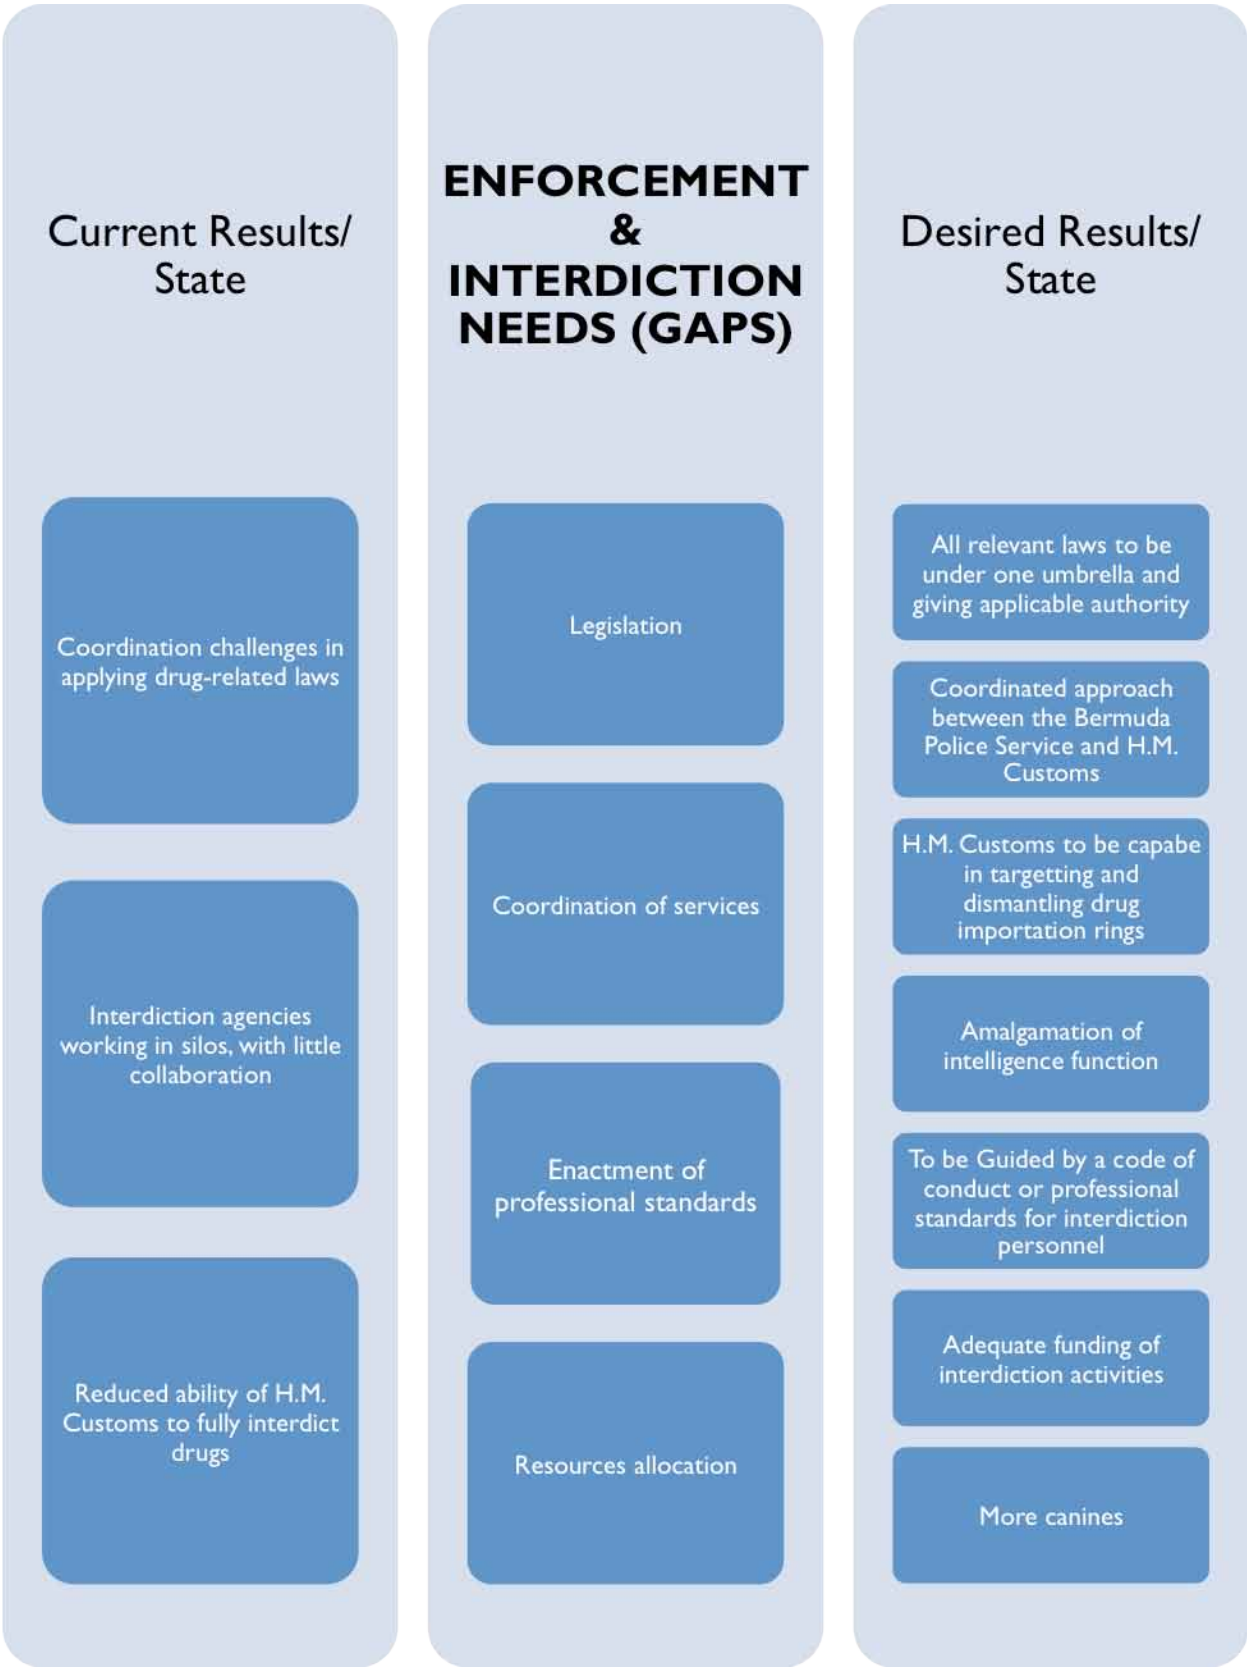 Current Results/
State
Coordination challenges in
applying drug-related laws
Interdiction agencies
working in silos, with little
collaboration
Reduced ability of H.M.
Customs to fully interdict
drugs
ENFORCEMENT
&
INTERDICTION
NEEDS (GAPS)
Legislation
Coordination of services
Enactment of
professional standards
Resources allocation
Desired Results/
State
All relevant laws to be
under one umbrella and
giving applicable authority
Coordinated approach
between the Bermuda
Police Service and H.M.
Customs
H.M. Customs to be capabe
in targetting and
dismantling drug
importation rings
Amalgamation of
intelligence function
To be Guided by a code of
conduct or professional
standards for interdiction
personnel
Adequate funding of
interdiction activities
More canines